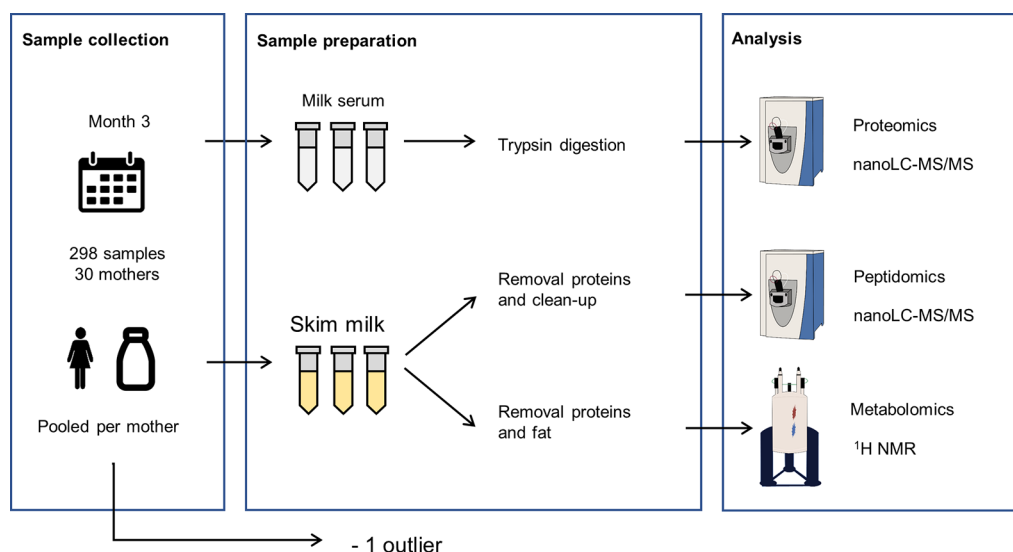 Sample collection
Month 3
298 samples
30 mothers
Pooled per mother
- 1 outlier
Sample preparation
Milk serum
Trypsin digestion
Skim milk
Removal proteins
and clean-up
Removal proteins
and fat
Analysis
Proteomics
nanoLC-MS/MS
Peptidomics
nanoLC-MS/MS
Metabolomics
¹H NMR